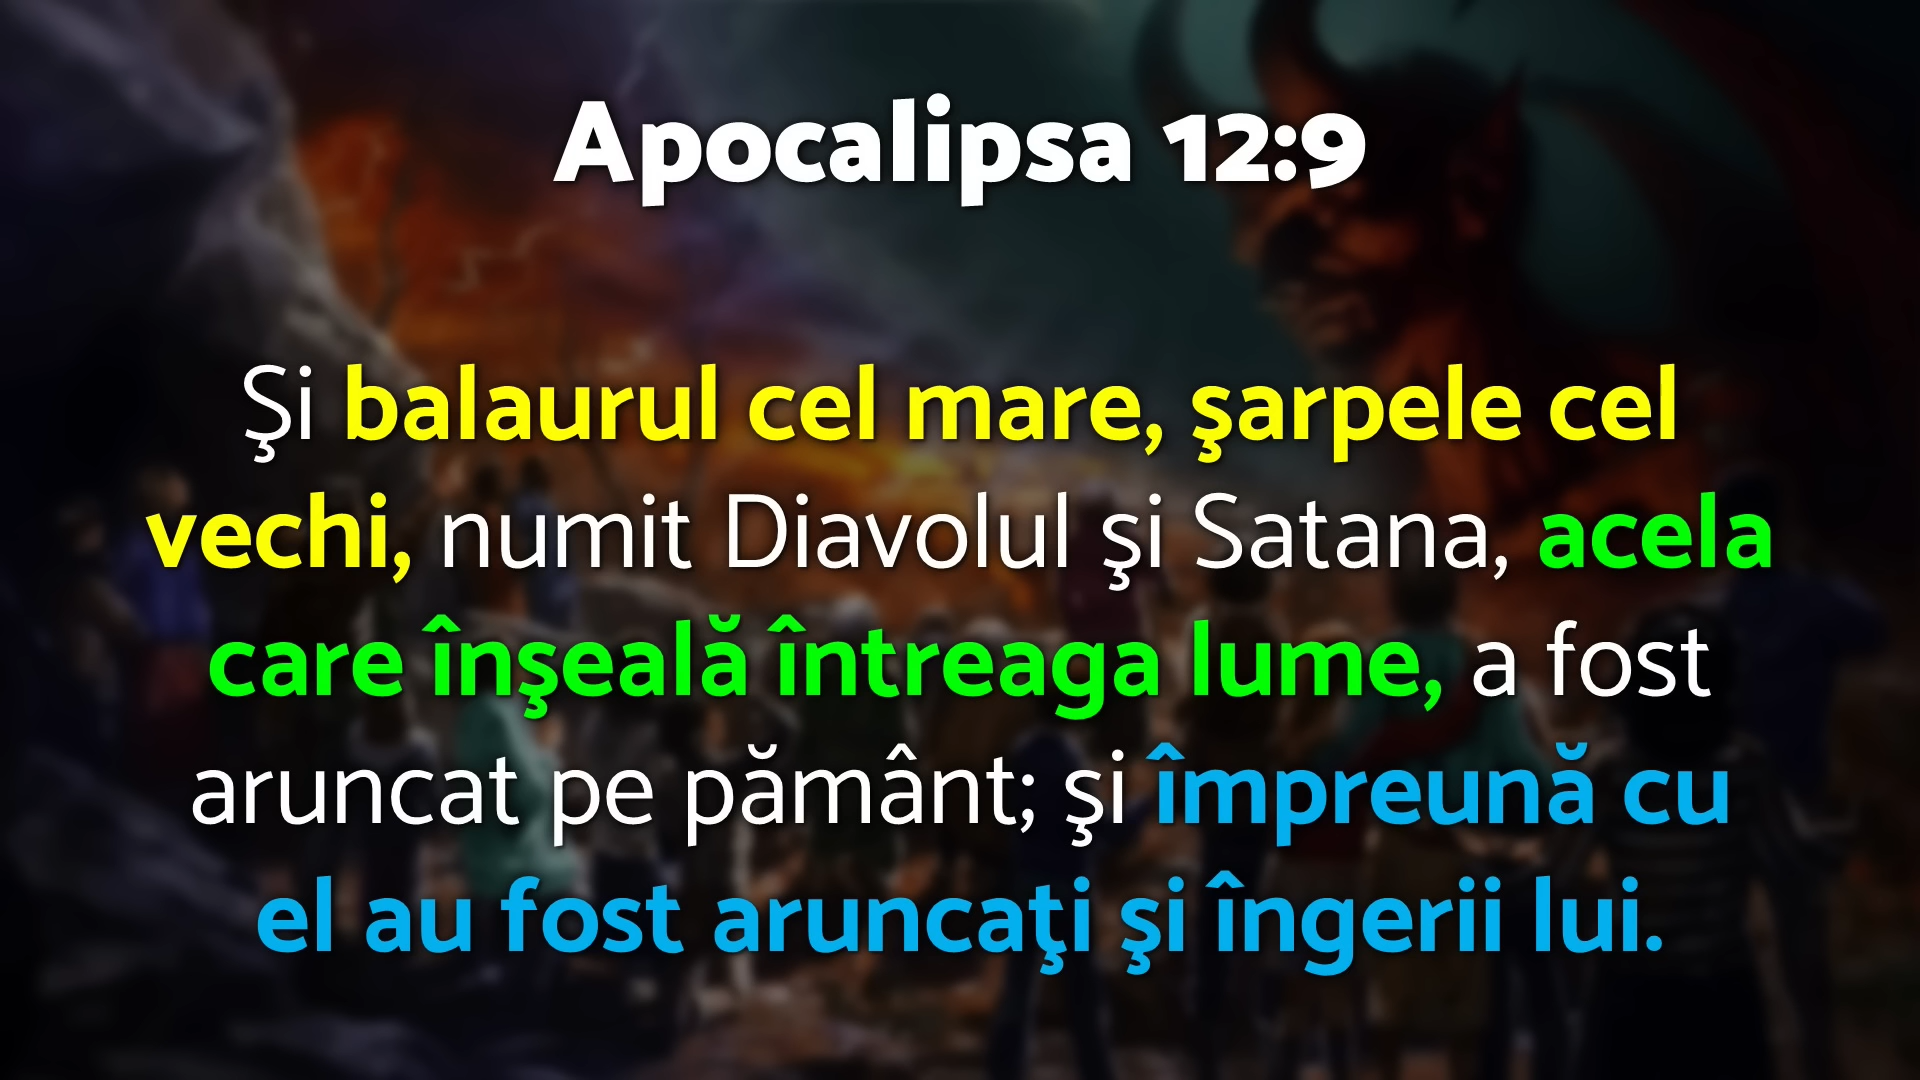 Apocalipsa 12:9
Şi balaurul cel mare, şarpele cel
vechi, numit Diavolul şi Satana, acela
care înşeală întreaga lume, a fost
aruncat pe pământ; şi împreună cu
el au fost aruncaţi şi îngerii lui.